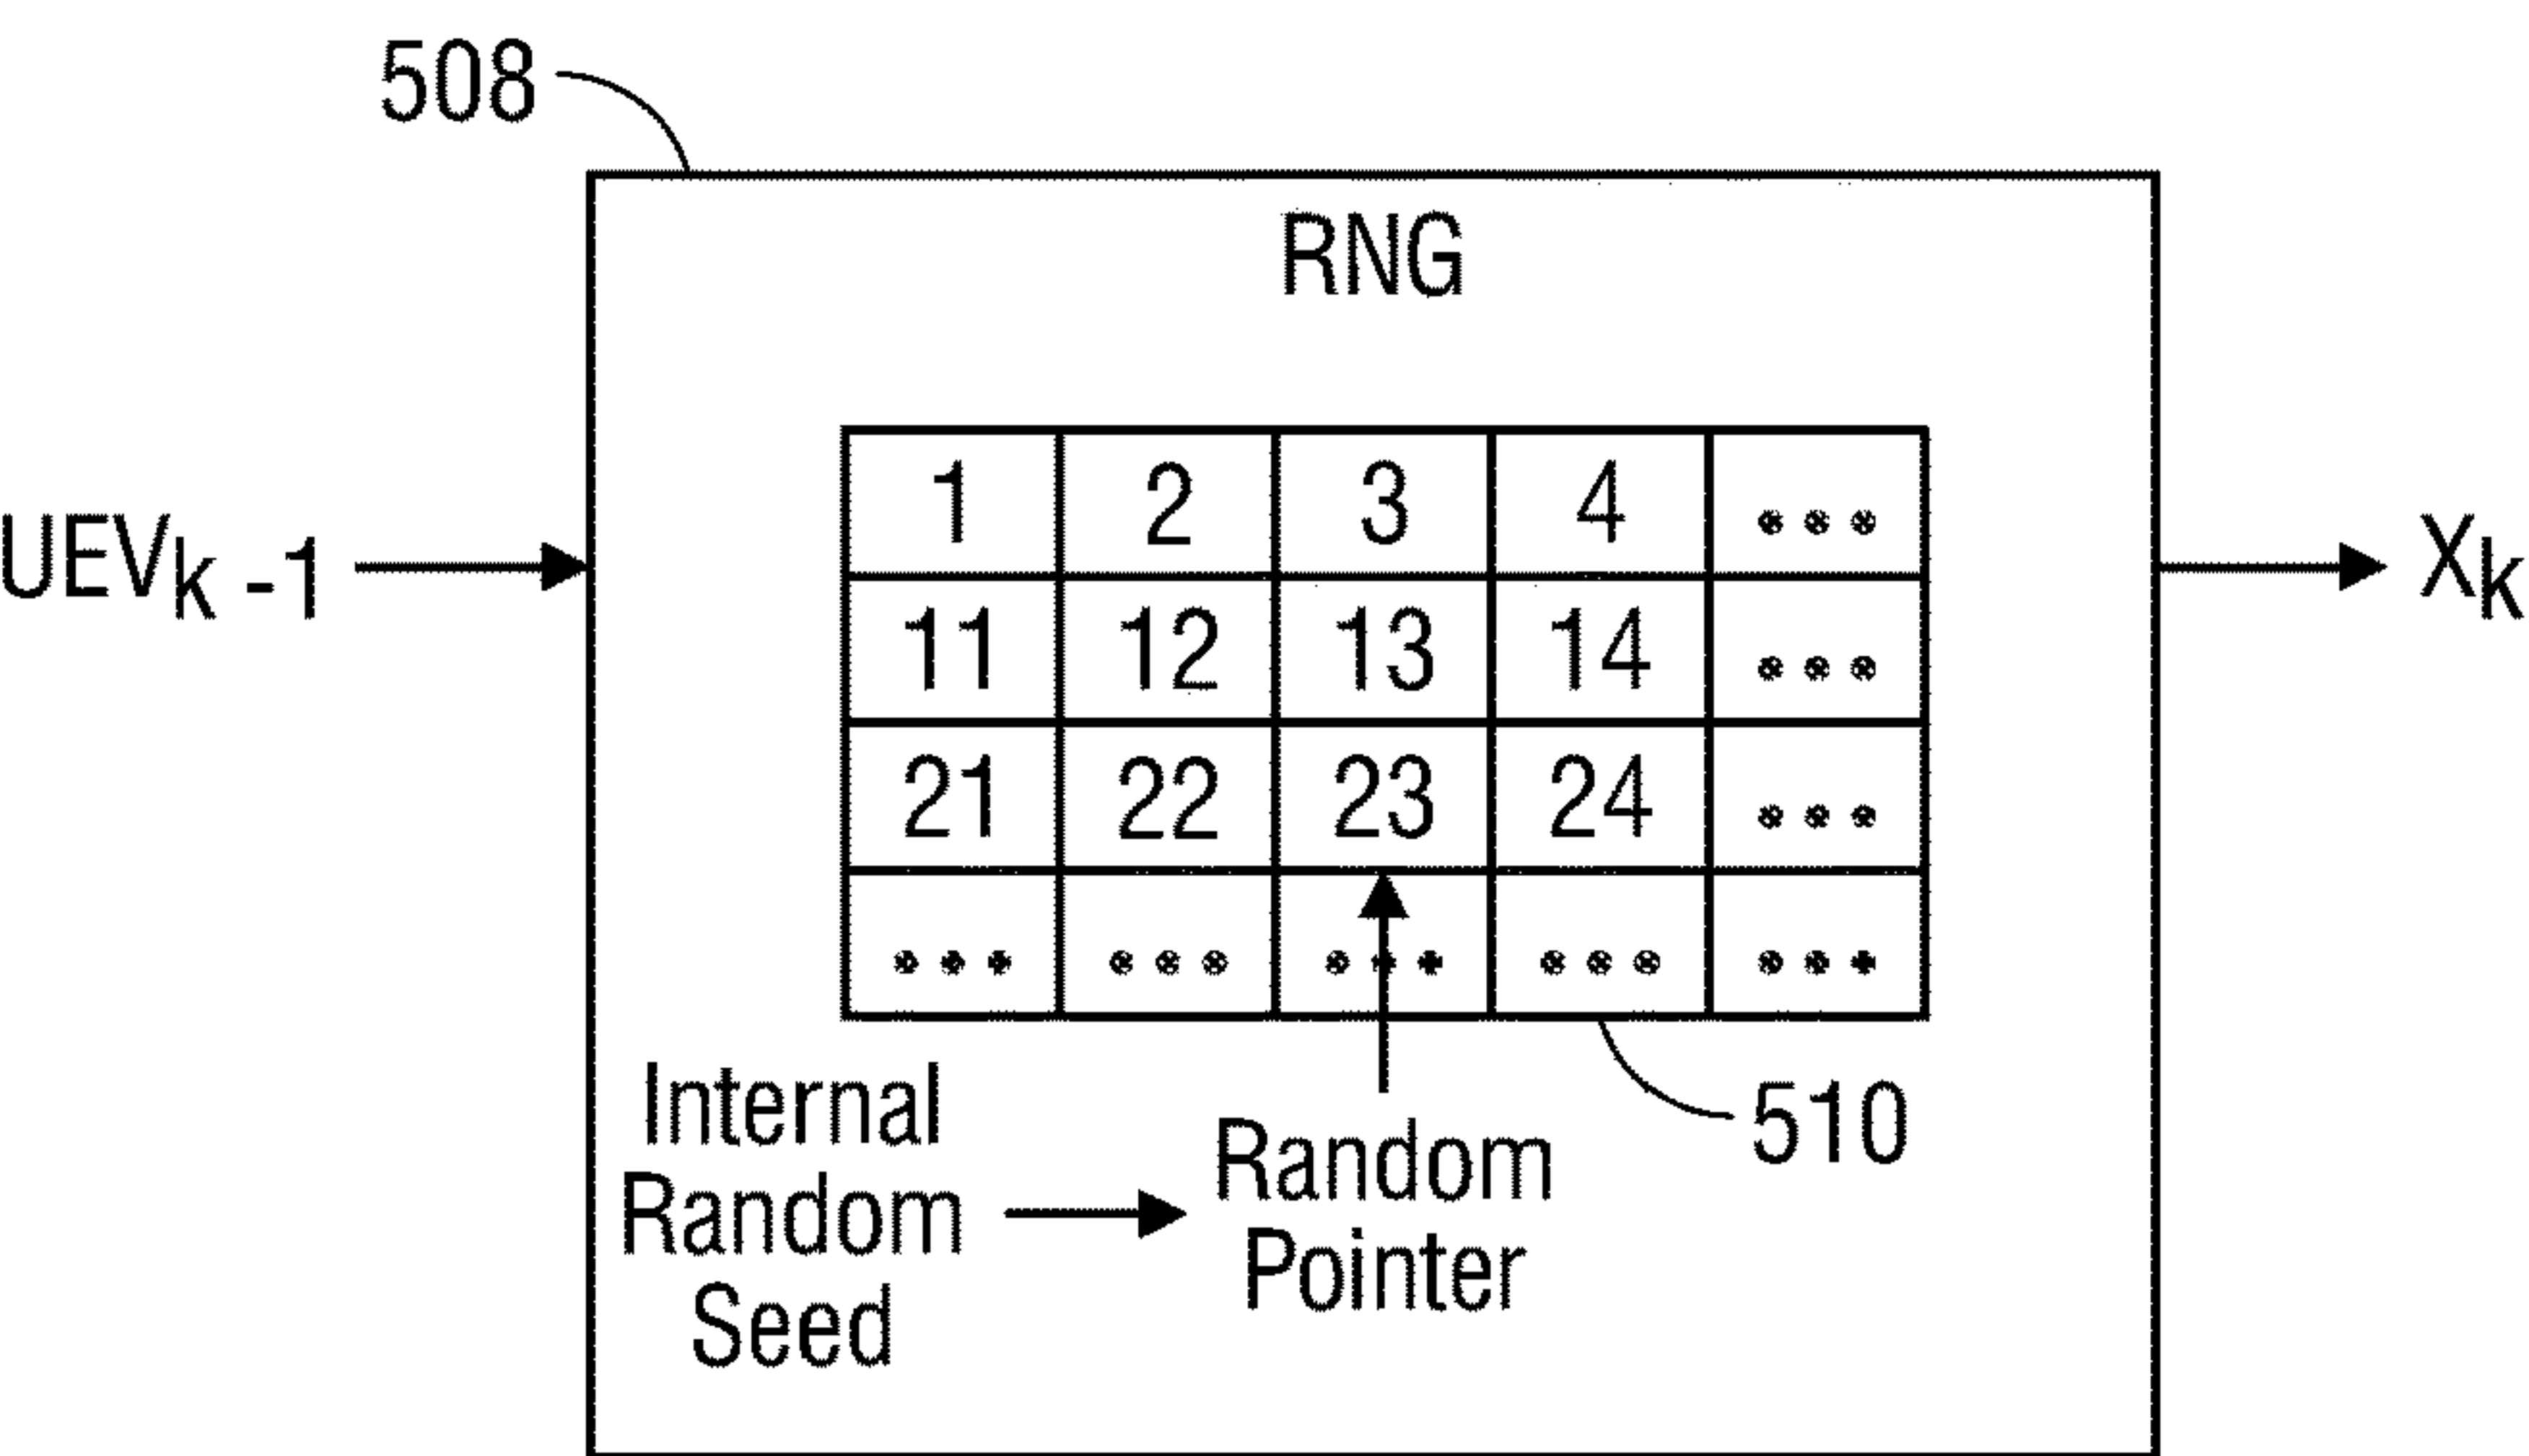 508
RNG
UEVk-1
Xk
1 2 3 4 •••
11 12 13 14 •••
21 22 23 24 •••
••• ••• ••• ••• •••
Internal
Random
Seed
Random
Pointer
510